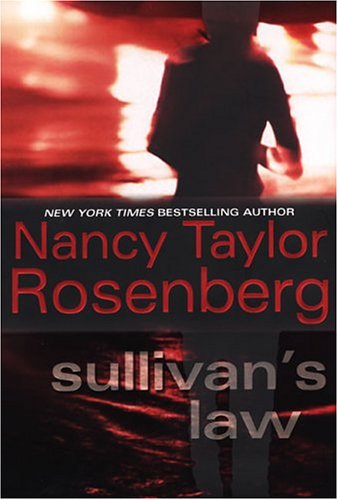 NEW YORK TIMES BESTSELLING AUTHOR
Nancy Taylor
Rosenberg
sullivan's
law